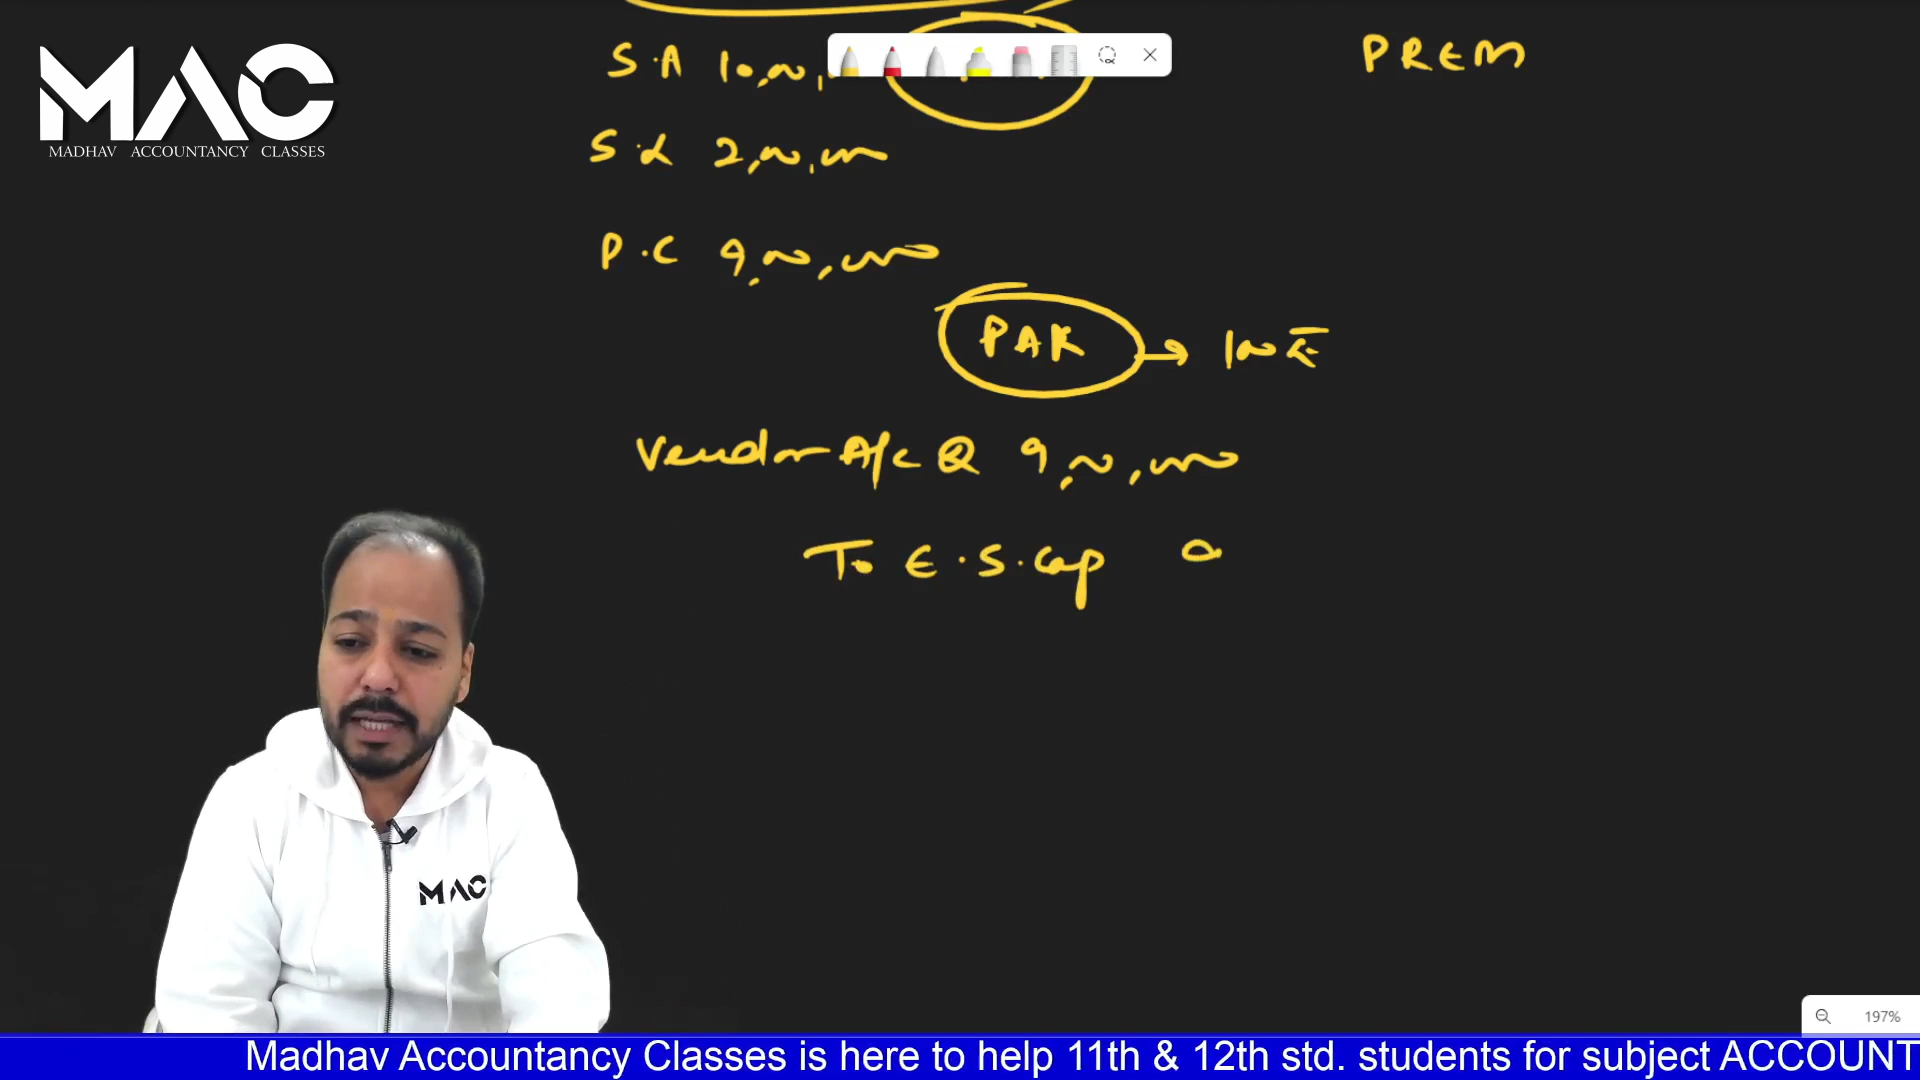 MAC
MADHAV ACCOUNTANCY CLASSES
S.A 10,00,
PREM
S.L 2,00,000
P.C 9,00,000
PAK → 100 E
Vendor A/c Q 9,00,000
To E.S.Cap
MAC
197%
Madhav Accountancy Classes is here to help 11th & 12th std. students for subject ACCOUNT